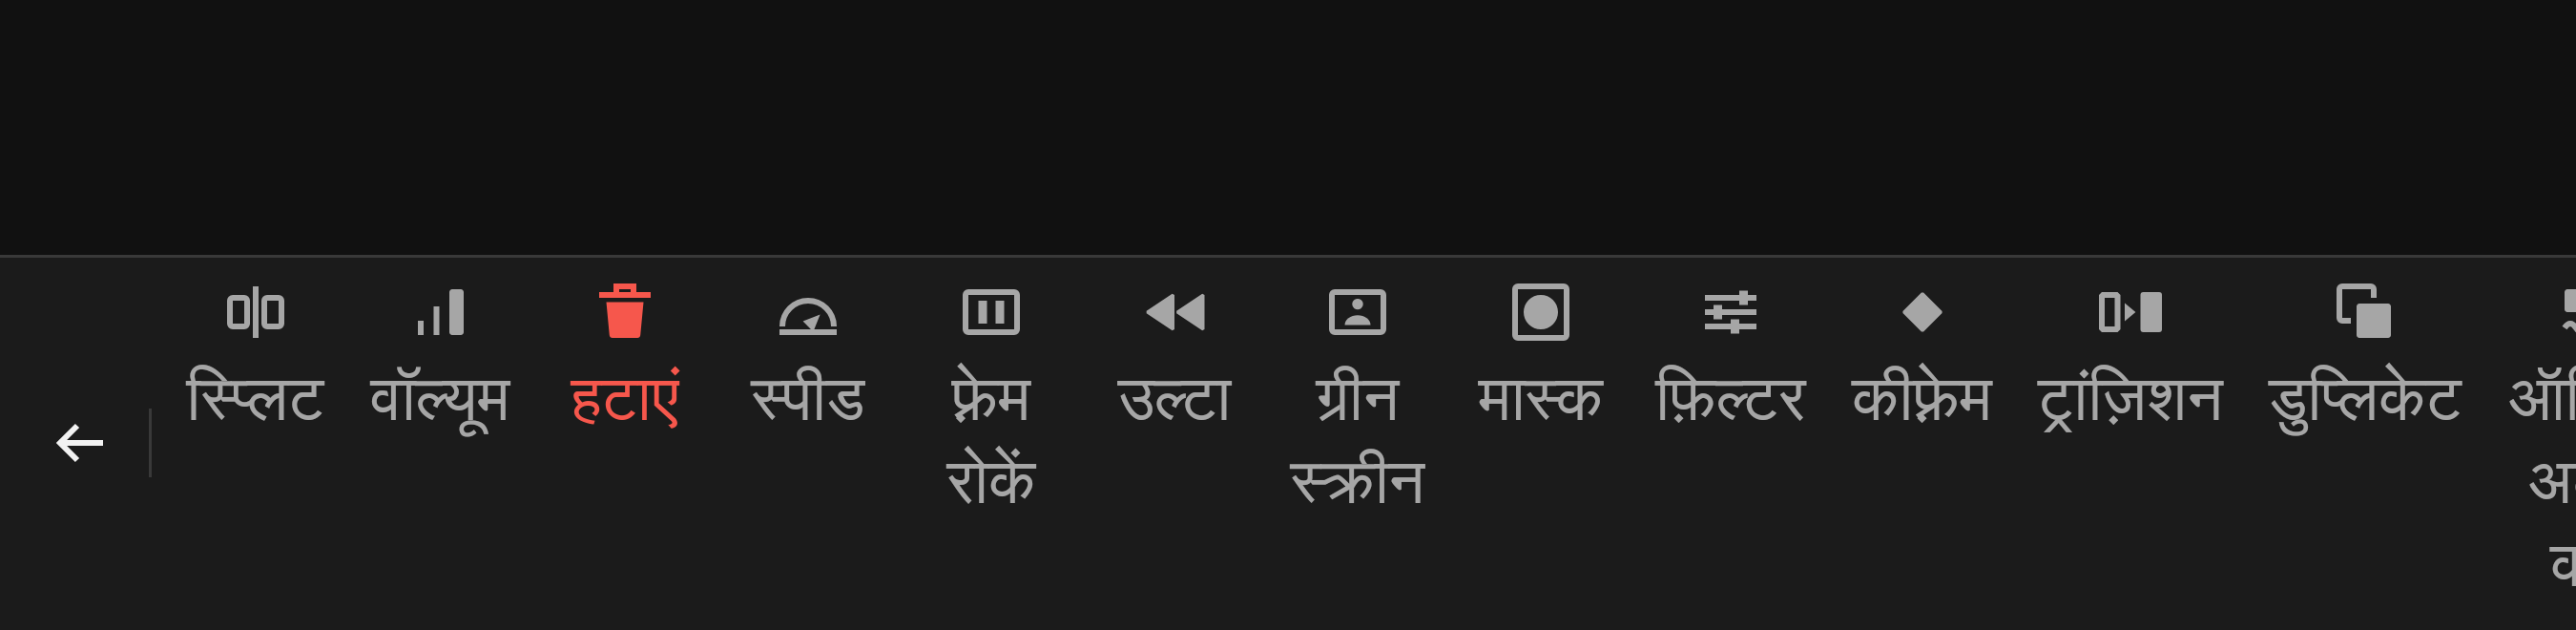 स्प्लिट
वॉल्यूम
हटाएं
स्पीड
फ़्रेम
रोकें
उल्टा
ग्रीन
स्क्रीन
मास्क
फ़िल्टर
कीफ़्रेम
ट्रांज़िशन
डुप्लिकेट